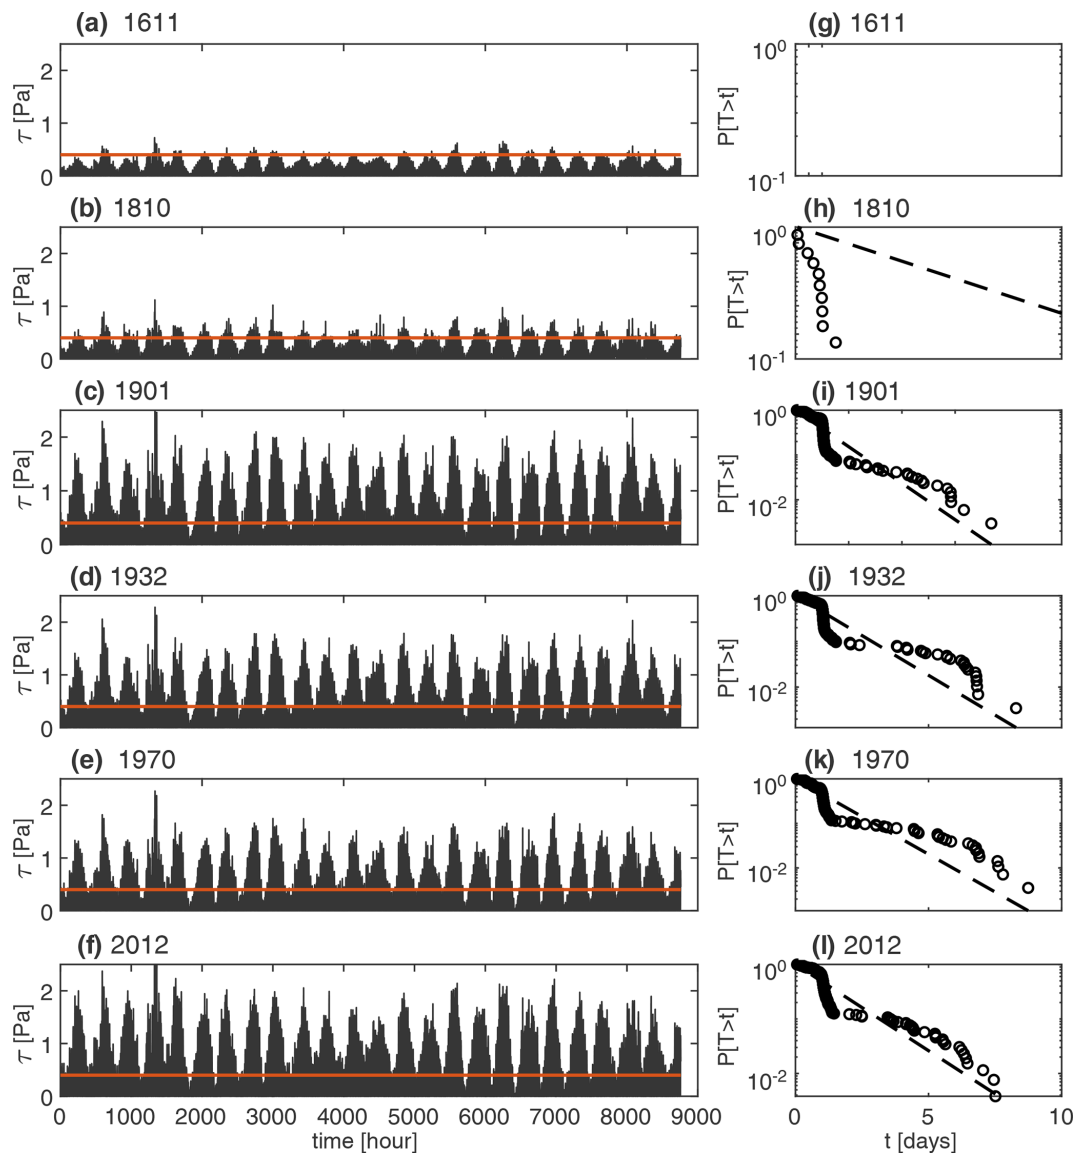 (a) 1611
2
1
0
τ [Pa]
(g) 1611
10^0
10^-1
P[T>t]
(b) 1810
2
1
0
τ [Pa]
(h) 1810
10^0
10^-1
P[T>t]
(c) 1901
2
1
0
τ [Pa]
(i) 1901
10^0
10^-2
P[T>t]
(d) 1932
2
1
0
τ [Pa]
(j) 1932
10^0
10^-2
P[T>t]
(e) 1970
2
1
0
τ [Pa]
(k) 1970
10^0
10^-2
P[T>t]
(f) 2012
2
1
0
τ [Pa]
0 1000 2000 3000 4000 5000 6000 7000 8000 9000
time [hour]
(l) 2012
10^0
10^-2
P[T>t]
0 5 10
t [days]